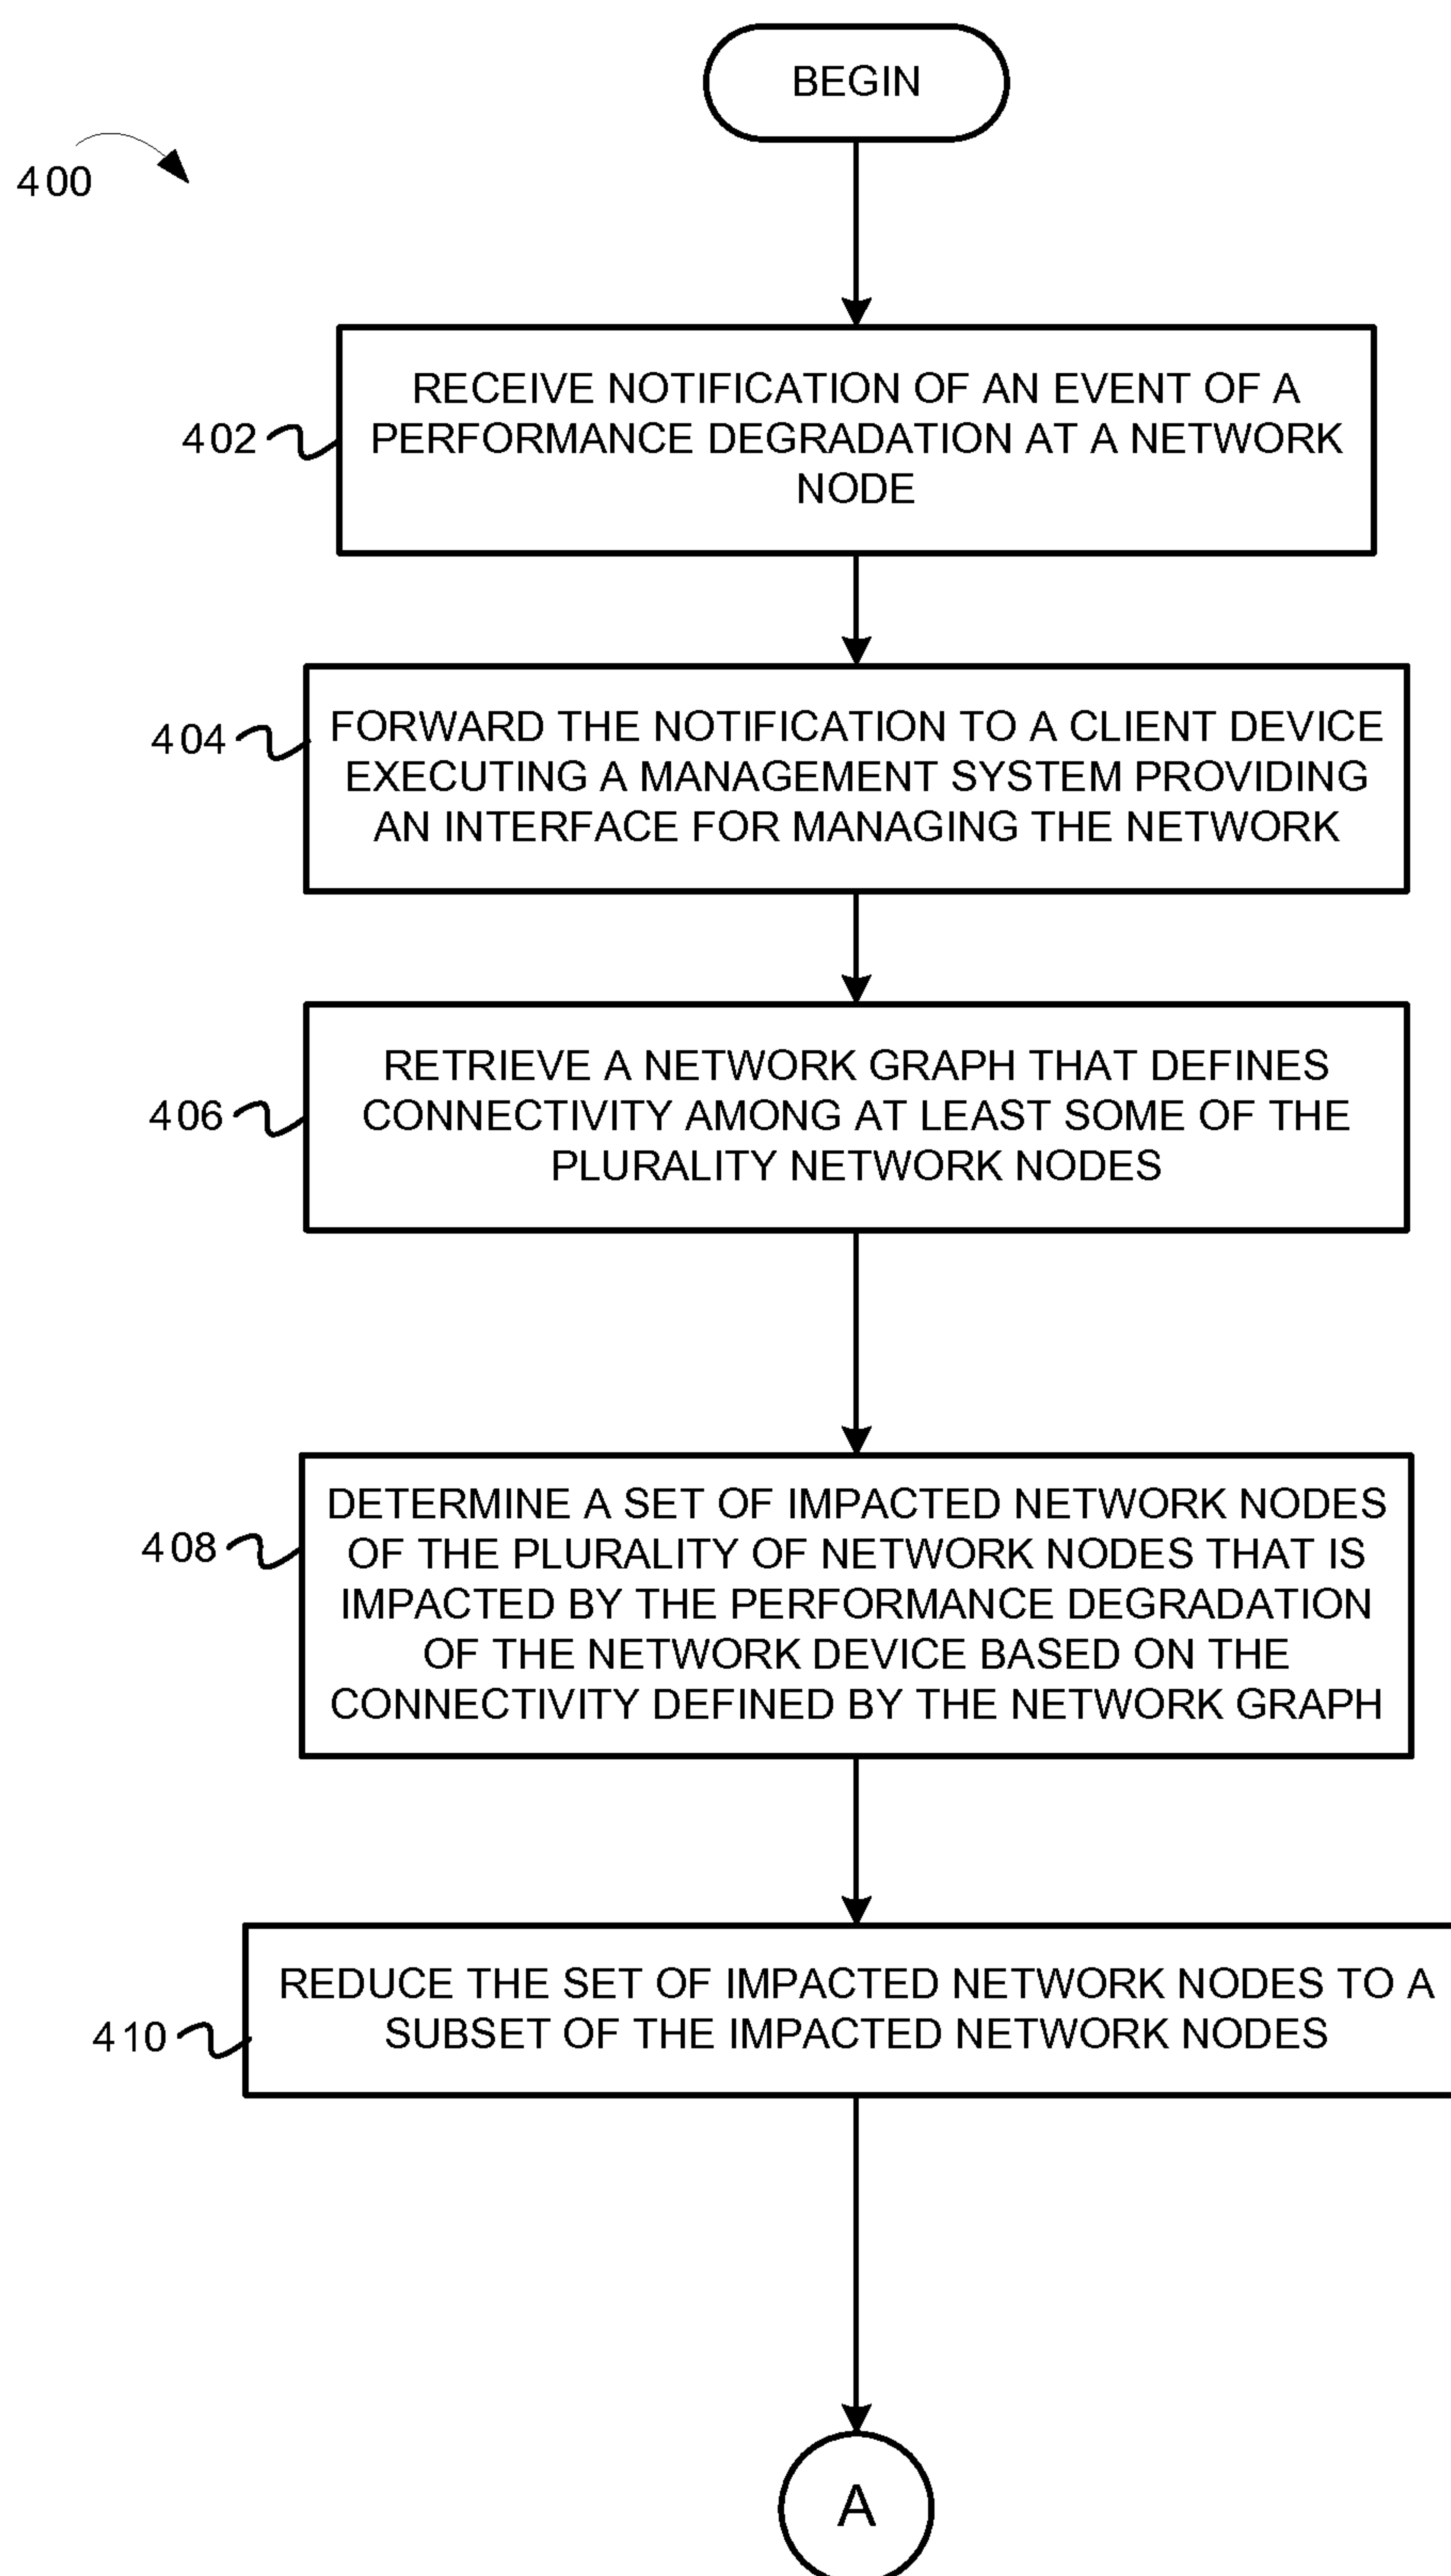 BEGIN
400
RECEIVE NOTIFICATION OF AN EVENT OF A
402
PERFORMANCE DEGRADATION AT A NETWORK
NODE
FORWARD THE NOTIFICATION TO A CLIENT DEVICE
404
EXECUTING A MANAGEMENT SYSTEM PROVIDING
AN INTERFACE FOR MANAGING THE NETWORK
RETRIEVE A NETWORK GRAPH THAT DEFINES
406
CONNECTIVITY AMONG AT LEAST SOME OF THE
PLURALITY NETWORK NODES
DETERMINE A SET OF IMPACTED NETWORK NODES
408
OF THE PLURALITY OF NETWORK NODES THAT IS
IMPACTED BY THE PERFORMANCE DEGRADATION
OF THE NETWORK DEVICE BASED ON THE
CONNECTIVITY DEFINED BY THE NETWORK GRAPH
REDUCE THE SET OF IMPACTED NETWORK NODES TO A
410
SUBSET OF THE IMPACTED NETWORK NODES
A